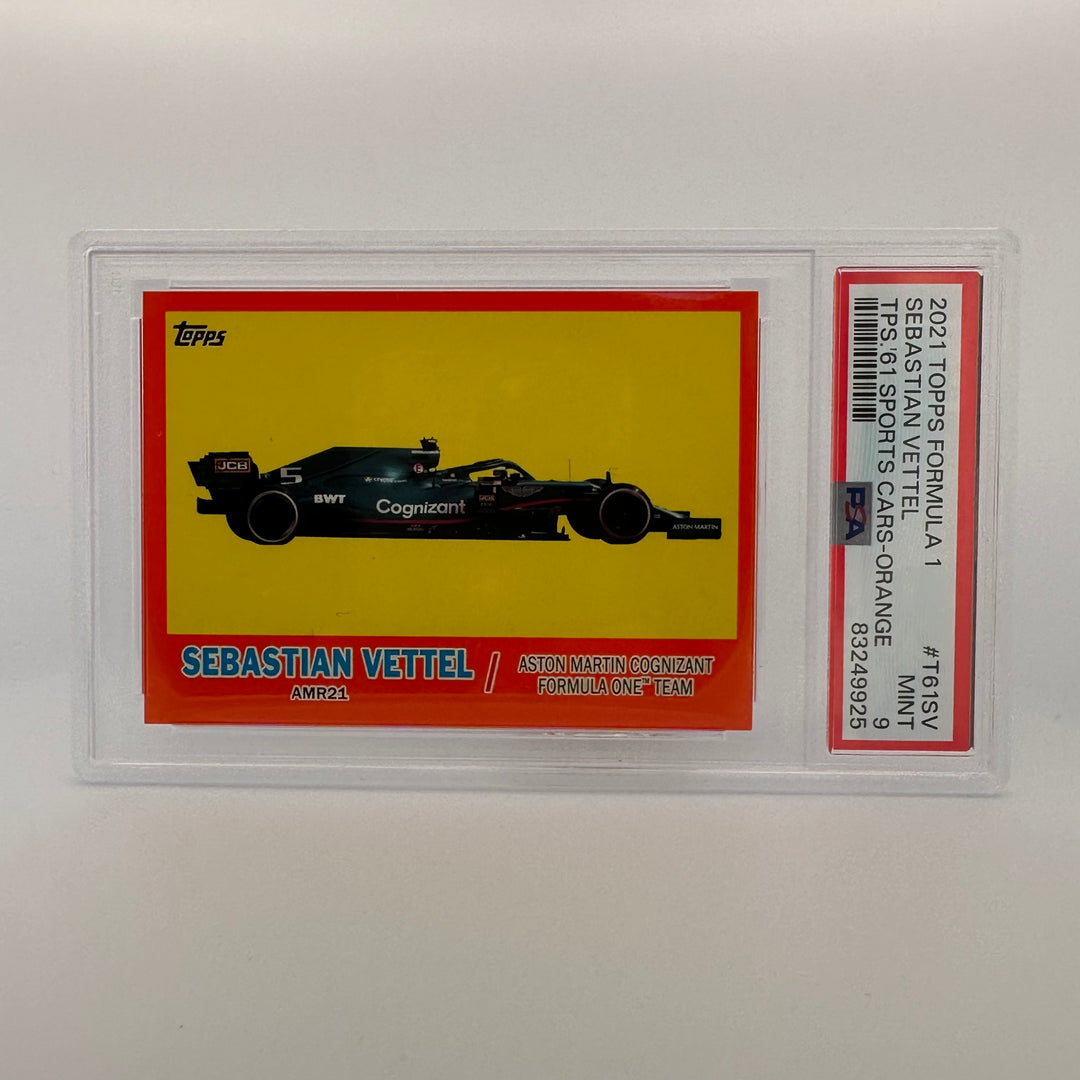 Topps
JCB
5
BWT
Cognizant
JCB
ASTON MARTIN
SEBASTIAN VETTEL
AMR21
/
ASTON MARTIN COGNIZANT
FORMULA ONE™ TEAM
2021 TOPPS FORMULA 1 #T61SV
SEBASTIAN VETTEL MINT
TPS.'61 SPORTS CARS-ORANGE 9
PSA 83249925